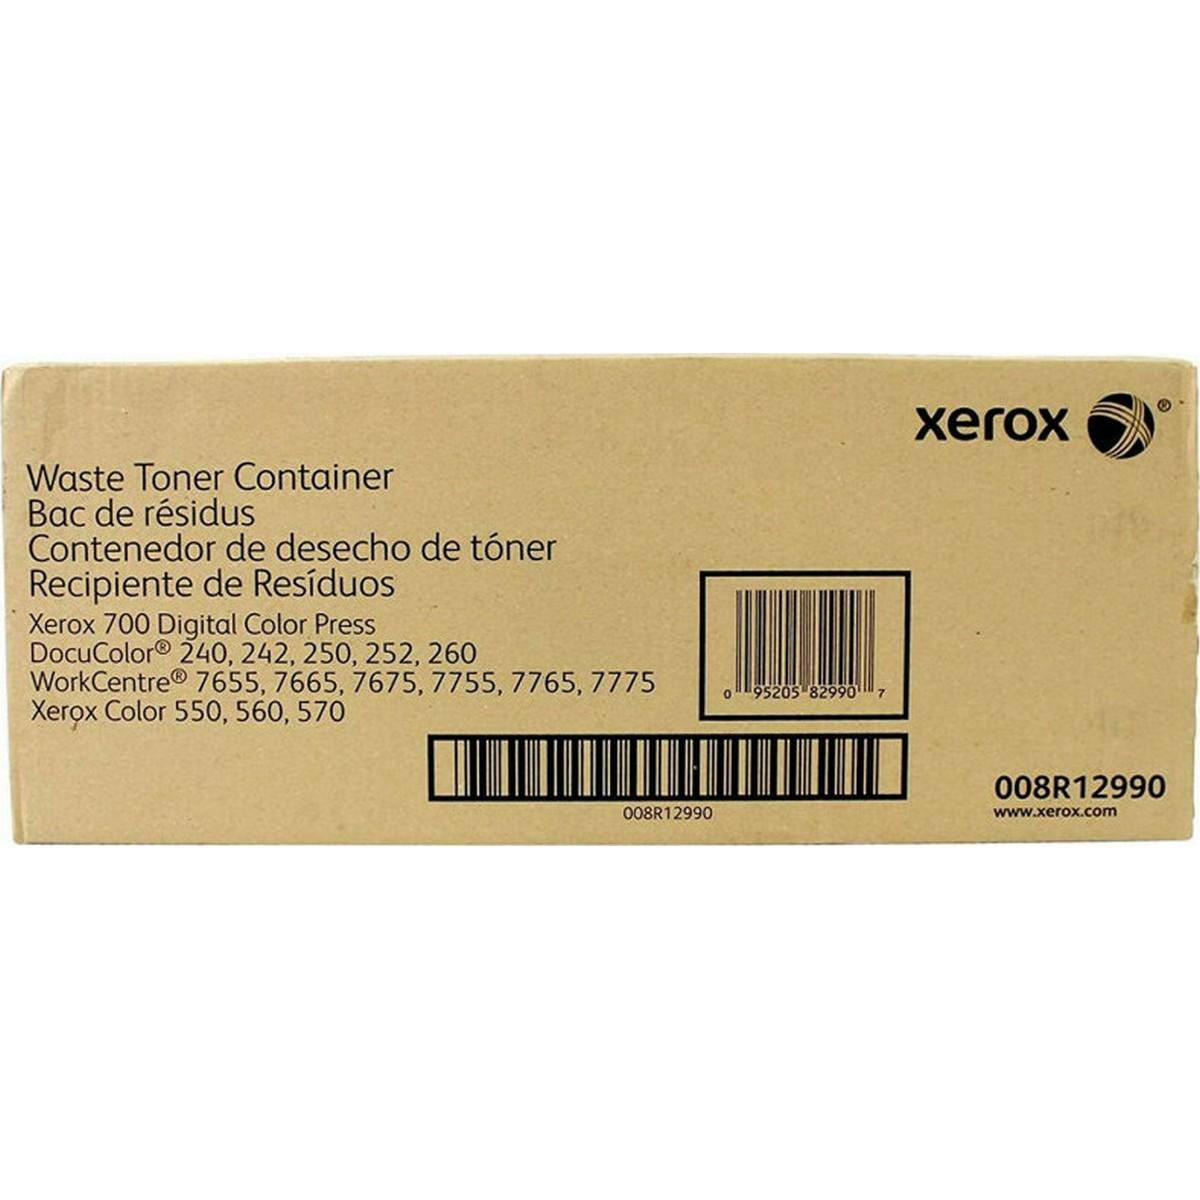 xerox ®
Waste Toner Container
Bac de résidus
Contenedor de desecho de tóner
Recipiente de Resíduos
Xerox 700 Digital Color Press
DocuColor® 240, 242, 250, 252, 260
WorkCentre® 7655, 7665, 7675, 7755, 7765, 7775
Xerox Color 550, 560, 570
0 95205 82990 7
008R12990
008R12990
www.xerox.com